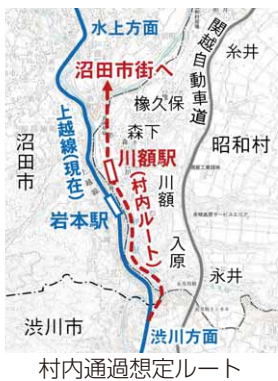 水上方面
関越自動車道
糸井
沼田市街へ
橡久保
森下
昭和村
上越線(現在)
川額駅
(村内ルート)
川額
沼田市
岩本駅
入原
永井
渋川市
渋川方面
村内通過想定ルート